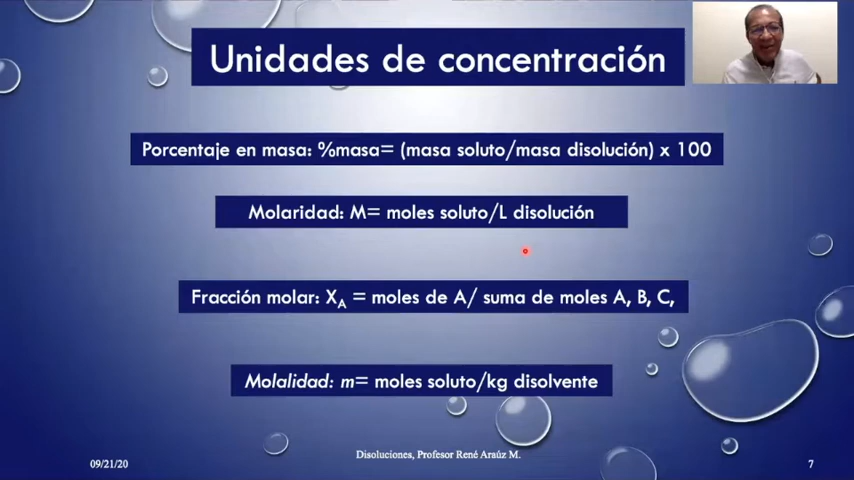 Unidades de concentración
Porcentaje en masa: %masa= (masa soluto/masa disolución) x 100
Molaridad: M= moles soluto/L disolución
Fracción molar: X_A = moles de A/ suma de moles A, B, C,
Molalidad: m= moles soluto/kg disolvente
09/21/20
Disoluciones, Profesor René Araúz M.
7